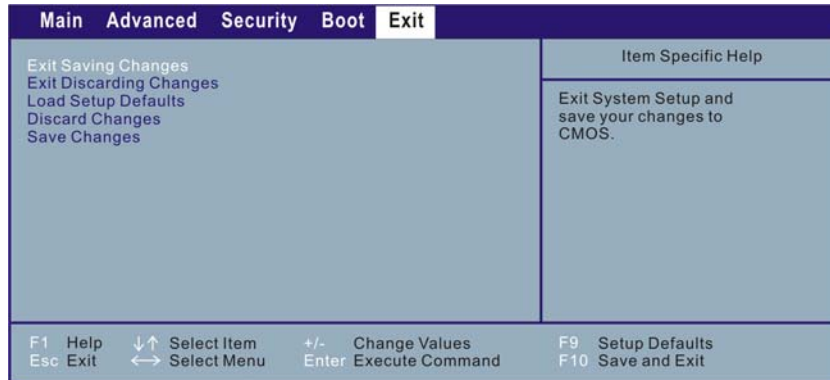 Main Advanced Security Boot Exit
Exit Saving Changes
Exit Discarding Changes
Load Setup Defaults
Discard Changes
Save Changes
Item Specific Help
Exit System Setup and
save your changes to
CMOS.
F1 Help ↓↑ Select Item +/- Change Values F9 Setup Defaults
Esc Exit ←→ Select Menu Enter Execute Command F10 Save and Exit